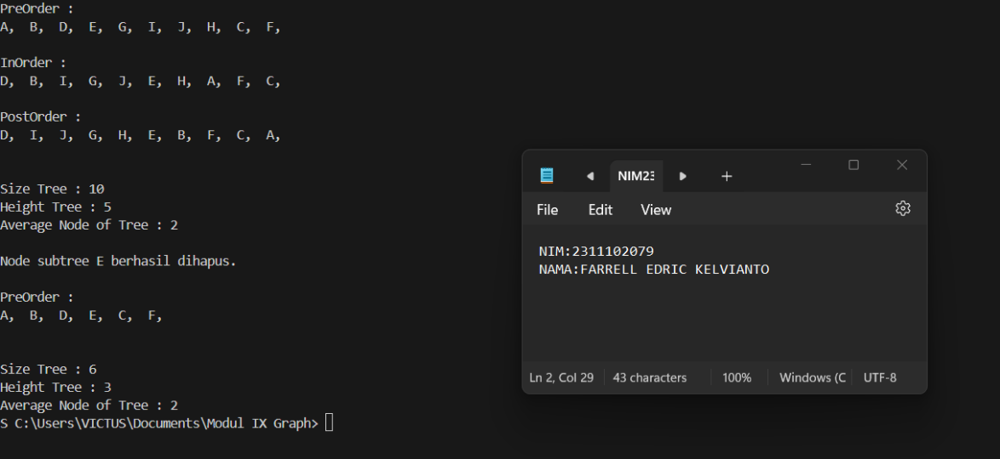 PreOrder :
A,  B,  D,  E,  G,  I,  J,  H,  C,  F,
InOrder :
D,  B,  I,  G,  J,  E,  H,  A,  F,  C,
PostOrder :
D,  I,  J,  G,  H,  E,  B,  F,  C,  A,
Size Tree : 10
Height Tree : 5
Average Node of Tree : 2
Node subtree E berhasil dihapus.
PreOrder :
A,  B,  D,  E,  C,  F,
Size Tree : 6
Height Tree : 3
Average Node of Tree : 2
S C:\Users\VICTUS\Documents\Modul IX Graph>
NIM23
File Edit View
NIM:2311102079
NAMA:FARRELL EDRIC KELVIANTO
Ln 2, Col 29 43 characters 100% Windows (C UTF-8